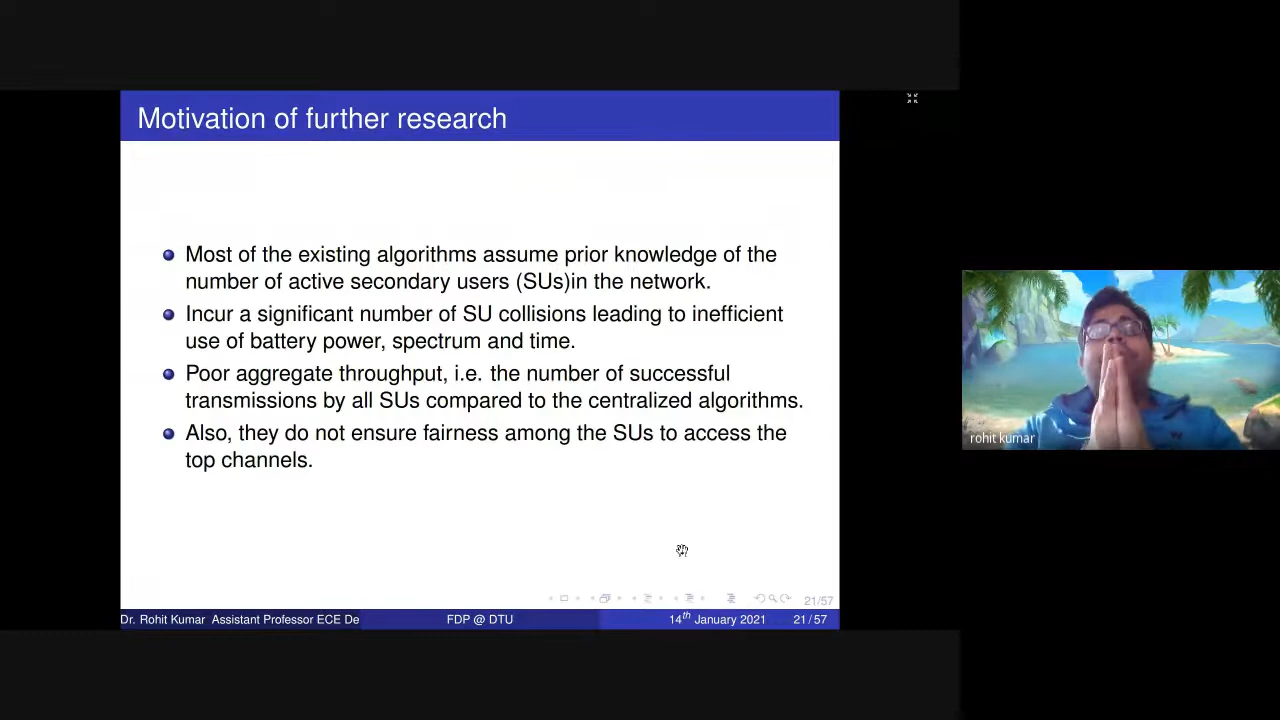 Motivation of further research
Most of the existing algorithms assume prior knowledge of the
number of active secondary users (SUs)in the network.
Incur a significant number of SU collisions leading to inefficient
use of battery power, spectrum and time.
Poor aggregate throughput, i.e. the number of successful
transmissions by all SUs compared to the centralized algorithms.
Also, they do not ensure fairness among the SUs to access the
top channels.
21/57
Dr. Rohit Kumar Assistant Professor ECE De FDP @ DTU 14th January 2021 21 / 57
rohit kumar